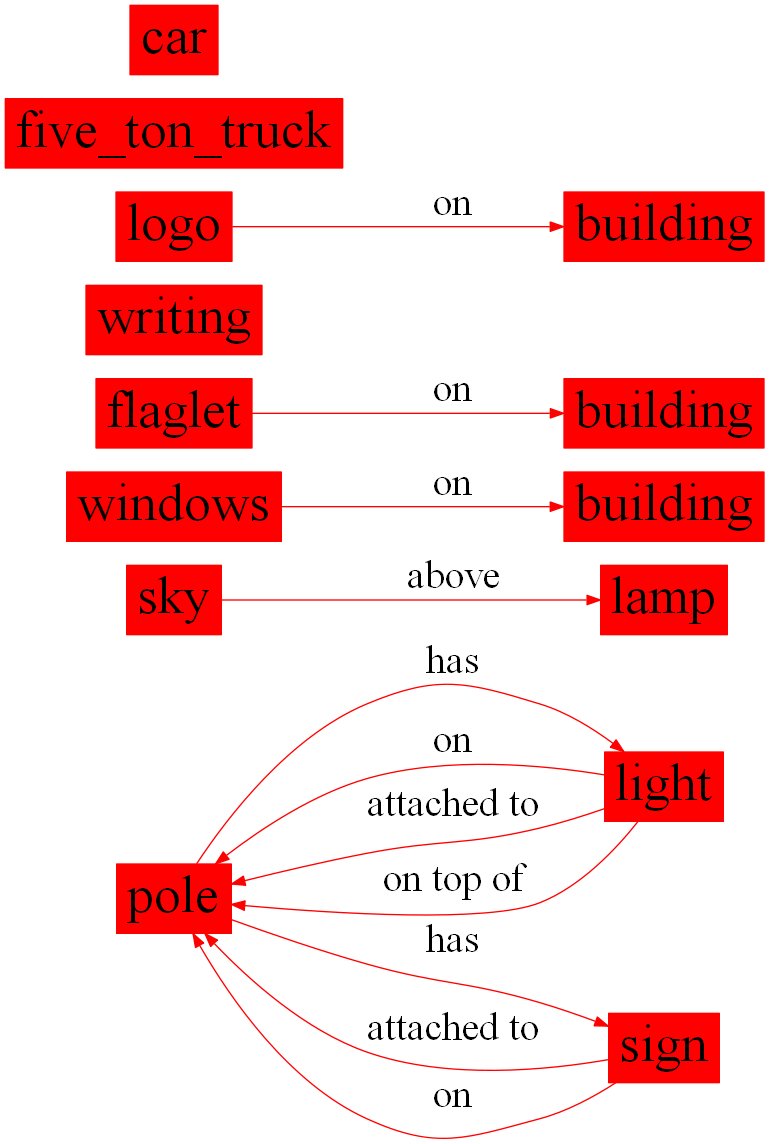 car
five_ton_truck
logo on building
writing
flaglet on building
windows on building
sky above lamp
has
on
light
attached to
pole
on top of
has
attached to
sign
on